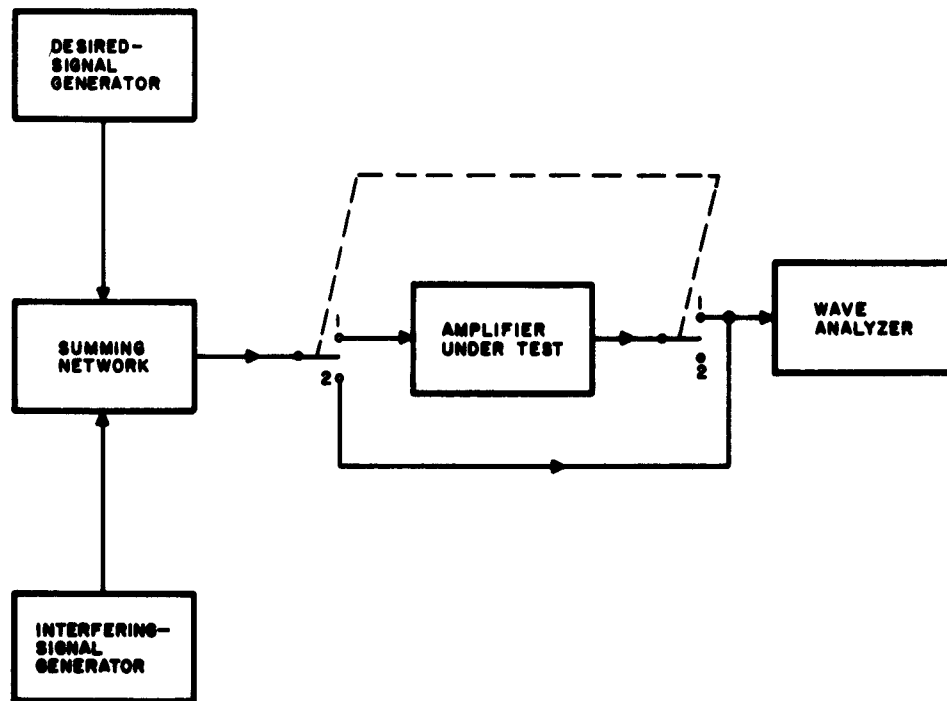 DESIRED-
SIGNAL
GENERATOR
SUMMING
NETWORK
1
2
AMPLIFIER
UNDER TEST
1
2
WAVE
ANALYZER
INTERFERING-
SIGNAL
GENERATOR